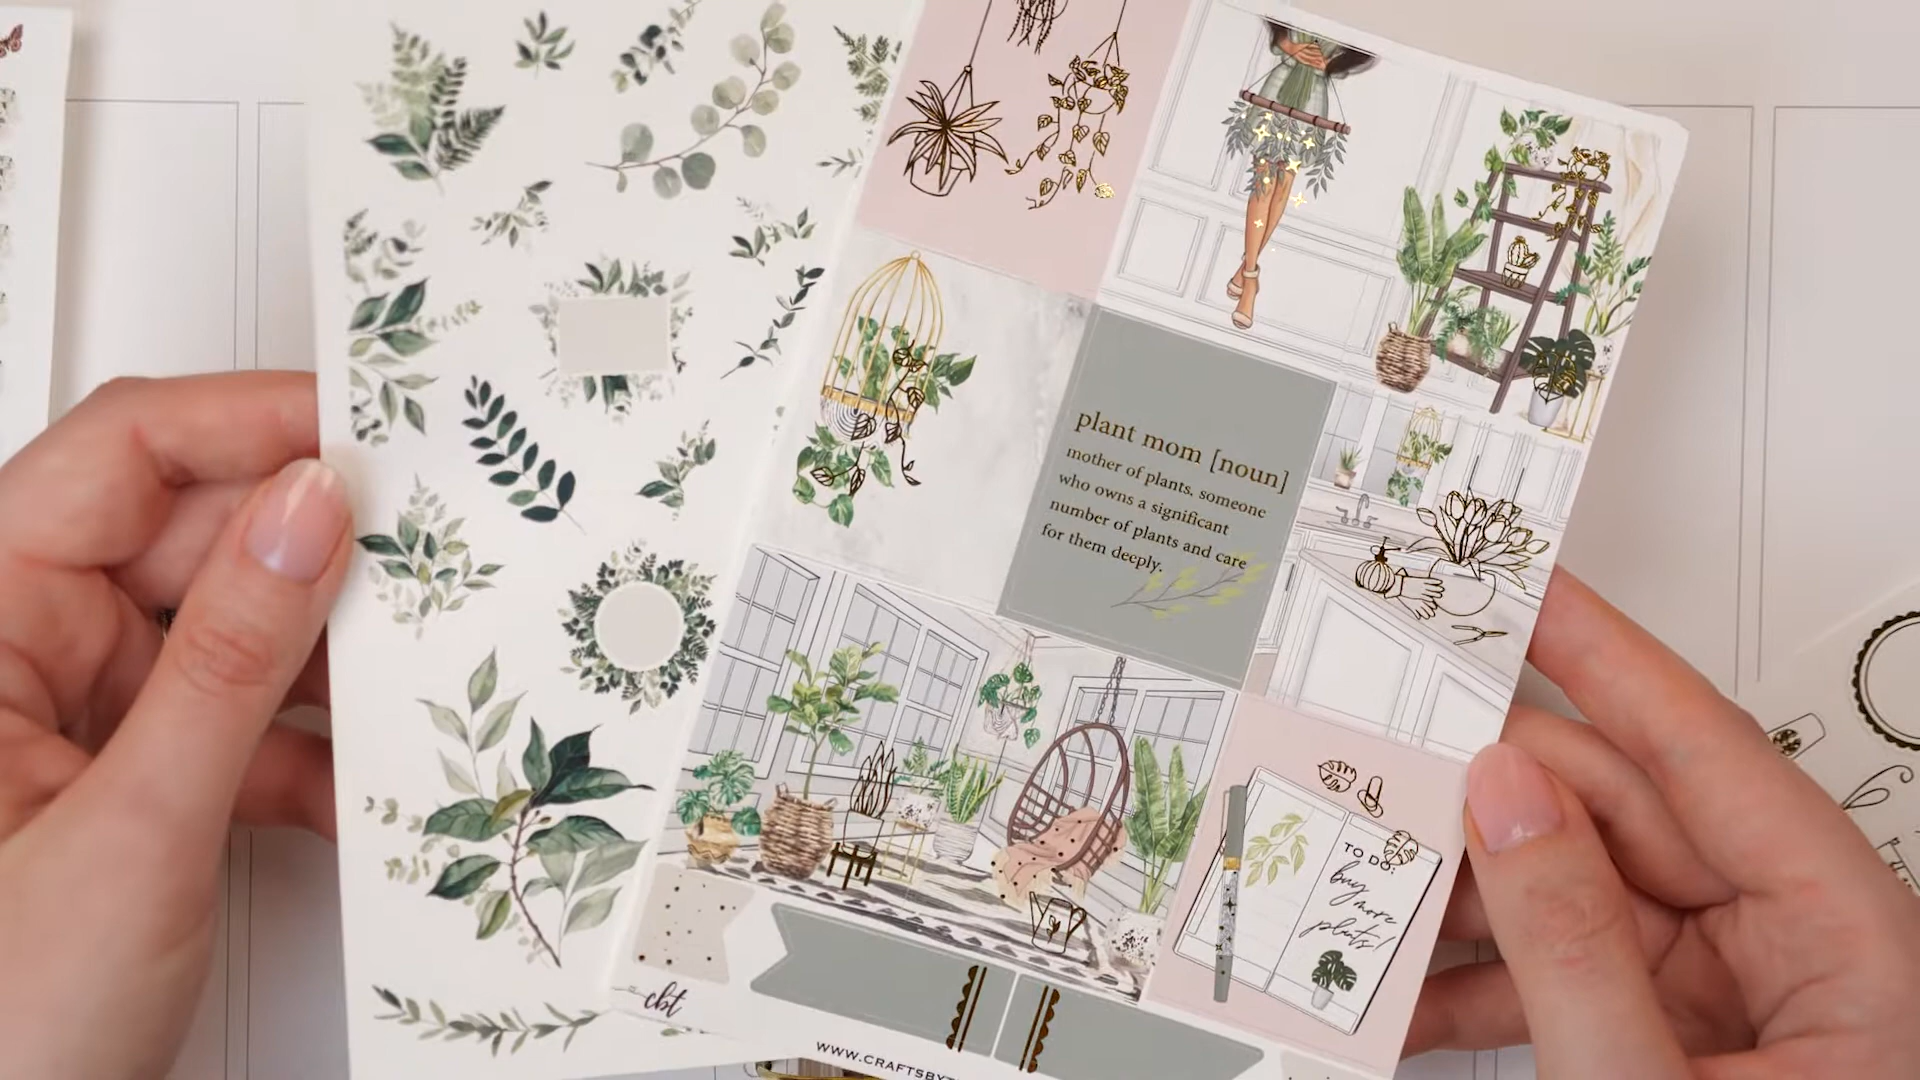 plant mom [noun]
mother of plants, someone
who owns a significant
number of plants and care
for them deeply.
TO DO:
buy more
plants!
cbt
WWW.CRAFTSBYT